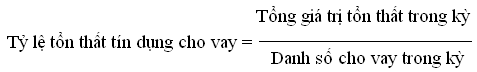 Tổng giá trị tổn thất trong kỳ
Tỷ lệ tổn thất tín dụng cho vay =
Danh số cho vay trong kỳ